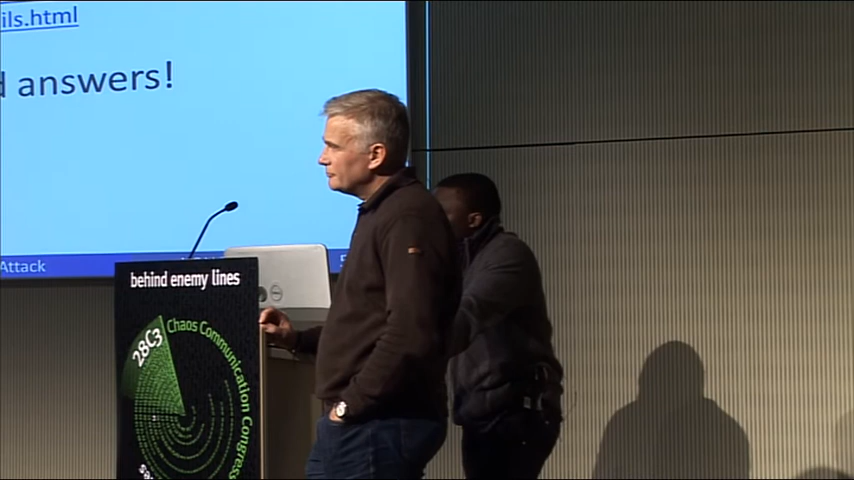 ils.html
answers!
Attack
behind enemy lines
28C3
Chaos Communication
Congress